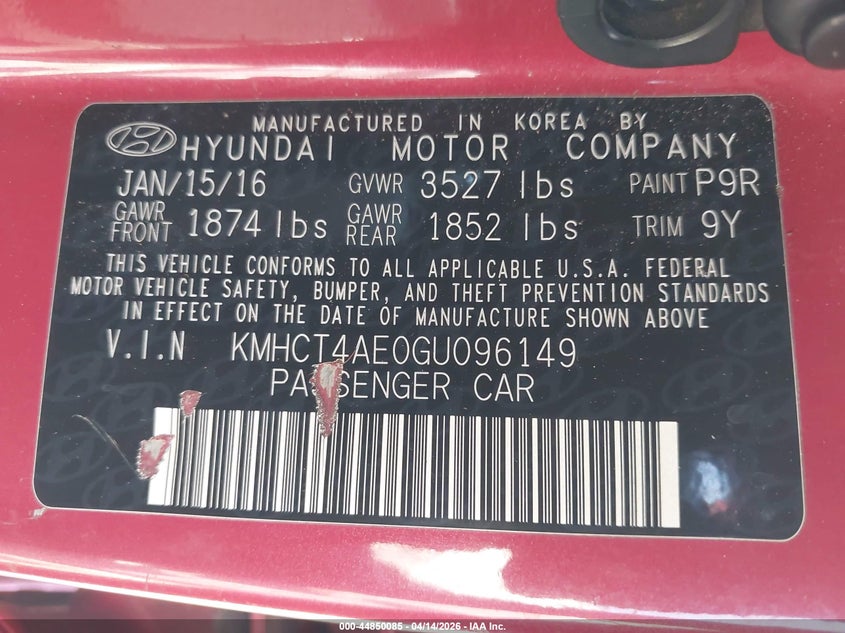 MANUFACTURED IN KOREA BY
HYUNDAI MOTOR COMPANY
JAN/15/16 GVWR 3527 lbs PAINT P9R
GAWR FRONT 1874 lbs GAWR REAR 1852 lbs TRIM 9Y
THIS VEHICLE CONFORMS TO ALL APPLICABLE U.S.A. FEDERAL
MOTOR VEHICLE SAFETY, BUMPER, AND THEFT PREVENTION STANDARDS
IN EFFECT ON THE DATE OF MANUFACTURE SHOWN ABOVE
V.I.N KMHCT4AE0GU096149
PASSENGER CAR
000-44850085 - 04/14/2026 - IAA Inc.